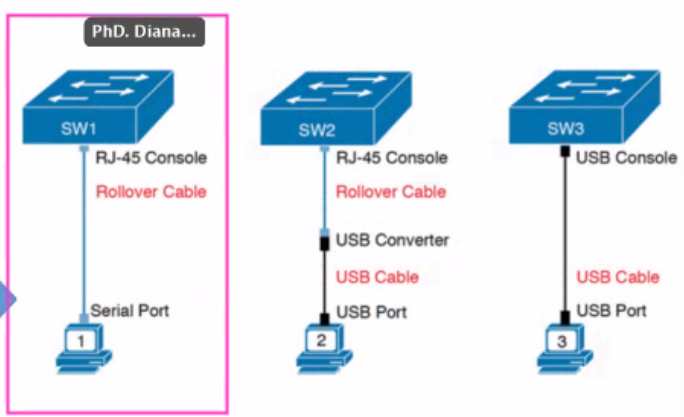 PhD. Diana...
SW1
RJ-45 Console
Rollover Cable
Serial Port
1
SW2
RJ-45 Console
Rollover Cable
USB Converter
USB Cable
USB Port
2
SW3
USB Console
USB Cable
USB Port
3